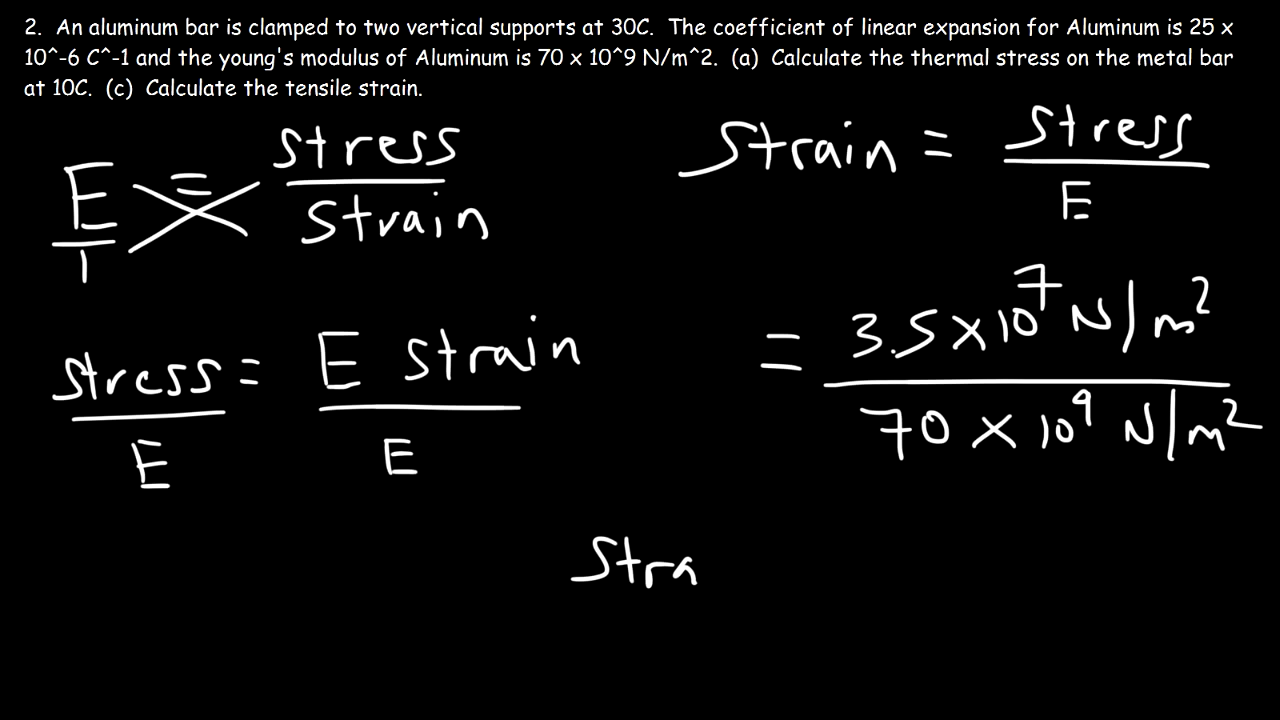 2. An aluminum bar is clamped to two vertical supports at 30C. The coefficient of linear expansion for Aluminum is 25 x
10^-6 C^-1 and the young's modulus of Aluminum is 70 x 10^9 N/m^2. (a) Calculate the thermal stress on the metal bar
at 10C. (c) Calculate the tensile strain.
E/1 = stress/strain
stress/E = E strain/E
Strain = stress/E
= 3.5×10^7 N/m^2 / 70×10^9 N/m^2
Stra